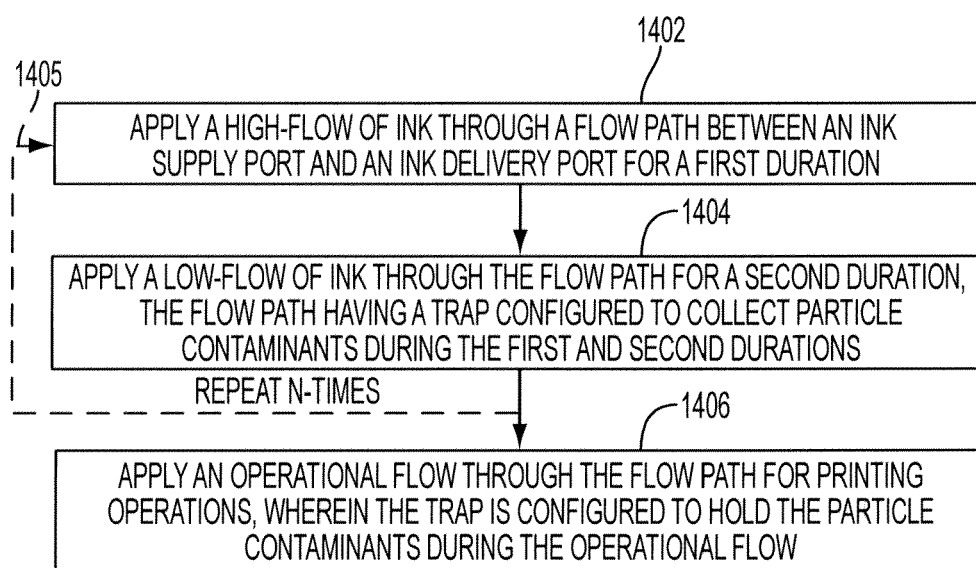 1402
1405
APPLY A HIGH-FLOW OF INK THROUGH A FLOW PATH BETWEEN AN INK
SUPPLY PORT AND AN INK DELIVERY PORT FOR A FIRST DURATION
1404
APPLY A LOW-FLOW OF INK THROUGH THE FLOW PATH FOR A SECOND DURATION,
THE FLOW PATH HAVING A TRAP CONFIGURED TO COLLECT PARTICLE
CONTAMINANTS DURING THE FIRST AND SECOND DURATIONS
REPEAT N-TIMES
1406
APPLY AN OPERATIONAL FLOW THROUGH THE FLOW PATH FOR PRINTING
OPERATIONS, WHEREIN THE TRAP IS CONFIGURED TO HOLD THE PARTICLE
CONTAMINANTS DURING THE OPERATIONAL FLOW